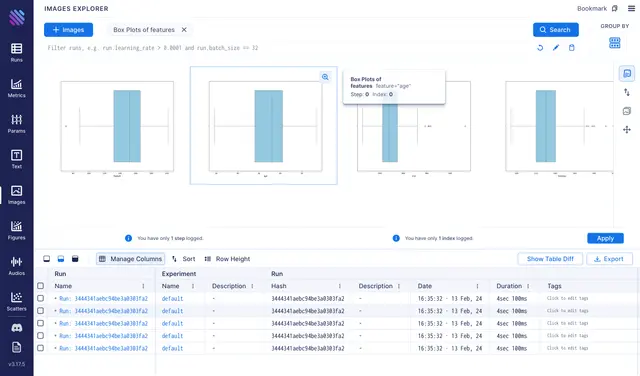 IMAGES EXPLORER
Bookmark
+ Images
Box Plots of features
Search
GROUP BY
Filter runs, e.g. run.learning_rate > 0.0001 and run.batch_size == 32
Runs
Metrics
Params
Text
Images
Figures
Audios
Scatters
v3.17.5
Box Plots of
features feature="age"
Step: 0 Index: 0
You have only 1 step logged.
You have only 1 index logged.
Apply
Manage Columns
Sort
Row Height
Show Table Diff
Export
Run Experiment Run
Name Name Description Hash Description Date Duration Tags
Run: 3444341aebc94be3a0303fa2 default - 3444341aebc94be3a0303fa2 - 16:35:32 · 13 Feb, 24 4sec 100ms Click to edit tags
Run: 3444341aebc94be3a0303fa2 default - 3444341aebc94be3a0303fa2 - 16:35:32 · 13 Feb, 24 4sec 100ms Click to edit tags
Run: 3444341aebc94be3a0303fa2 default - 3444341aebc94be3a0303fa2 - 16:35:32 · 13 Feb, 24 4sec 100ms Click to edit tags
Run: 3444341aebc94be3a0303fa2 default - 3444341aebc94be3a0303fa2 - 16:35:32 · 13 Feb, 24 4sec 100ms Click to edit tags
Run: 3444341aebc94be3a0303fa2 default - 3444341aebc94be3a0303fa2 - 16:35:32 · 13 Feb, 24 4sec 100ms Click to edit tags